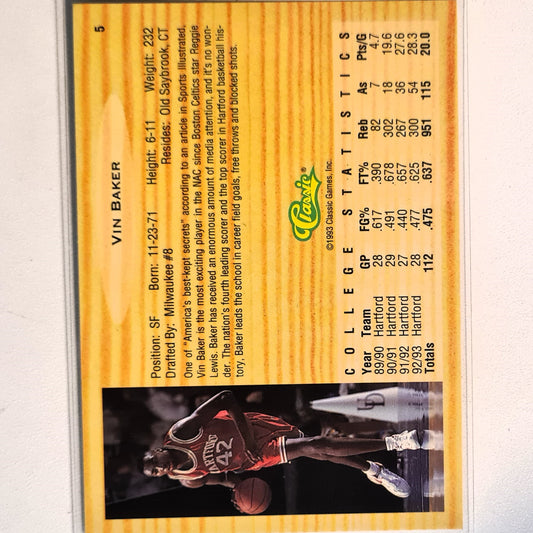 5
VIN BAKER
Position: SF Born: 11-23-71 Height: 6-11 Weight: 232
Drafted By: Milwaukee #8 Resides: Old Saybrook, CT
One of "America's best-kept secrets" according to an article in Sports Illustrated,
Vin Baker is the most exciting player in the NAC since Boston Celtics star Reggie
Lewis. Baker has received an enormous amount of media attention, and it's no won-
der. The nation's fourth leading scorer and the top scorer in Hartford basketball his-
tory, Baker leads the school in career field goals, free throws and blocked shots.
Classic
©1993 Classic Games, Inc.
COLLEGE STATISTICS
Year Team GP FG% FT% Reb As Pts/G
89/90 Hartford 28 .617 .390 82 7 4.7
90/91 Hartford 29 .491 .678 302 18 19.6
91/92 Hartford 27 .440 .657 267 36 27.6
92/93 Hartford 28 .477 .625 300 54 28.3
Totals 112 .475 .637 951 115 20.0
HARTFORD
42